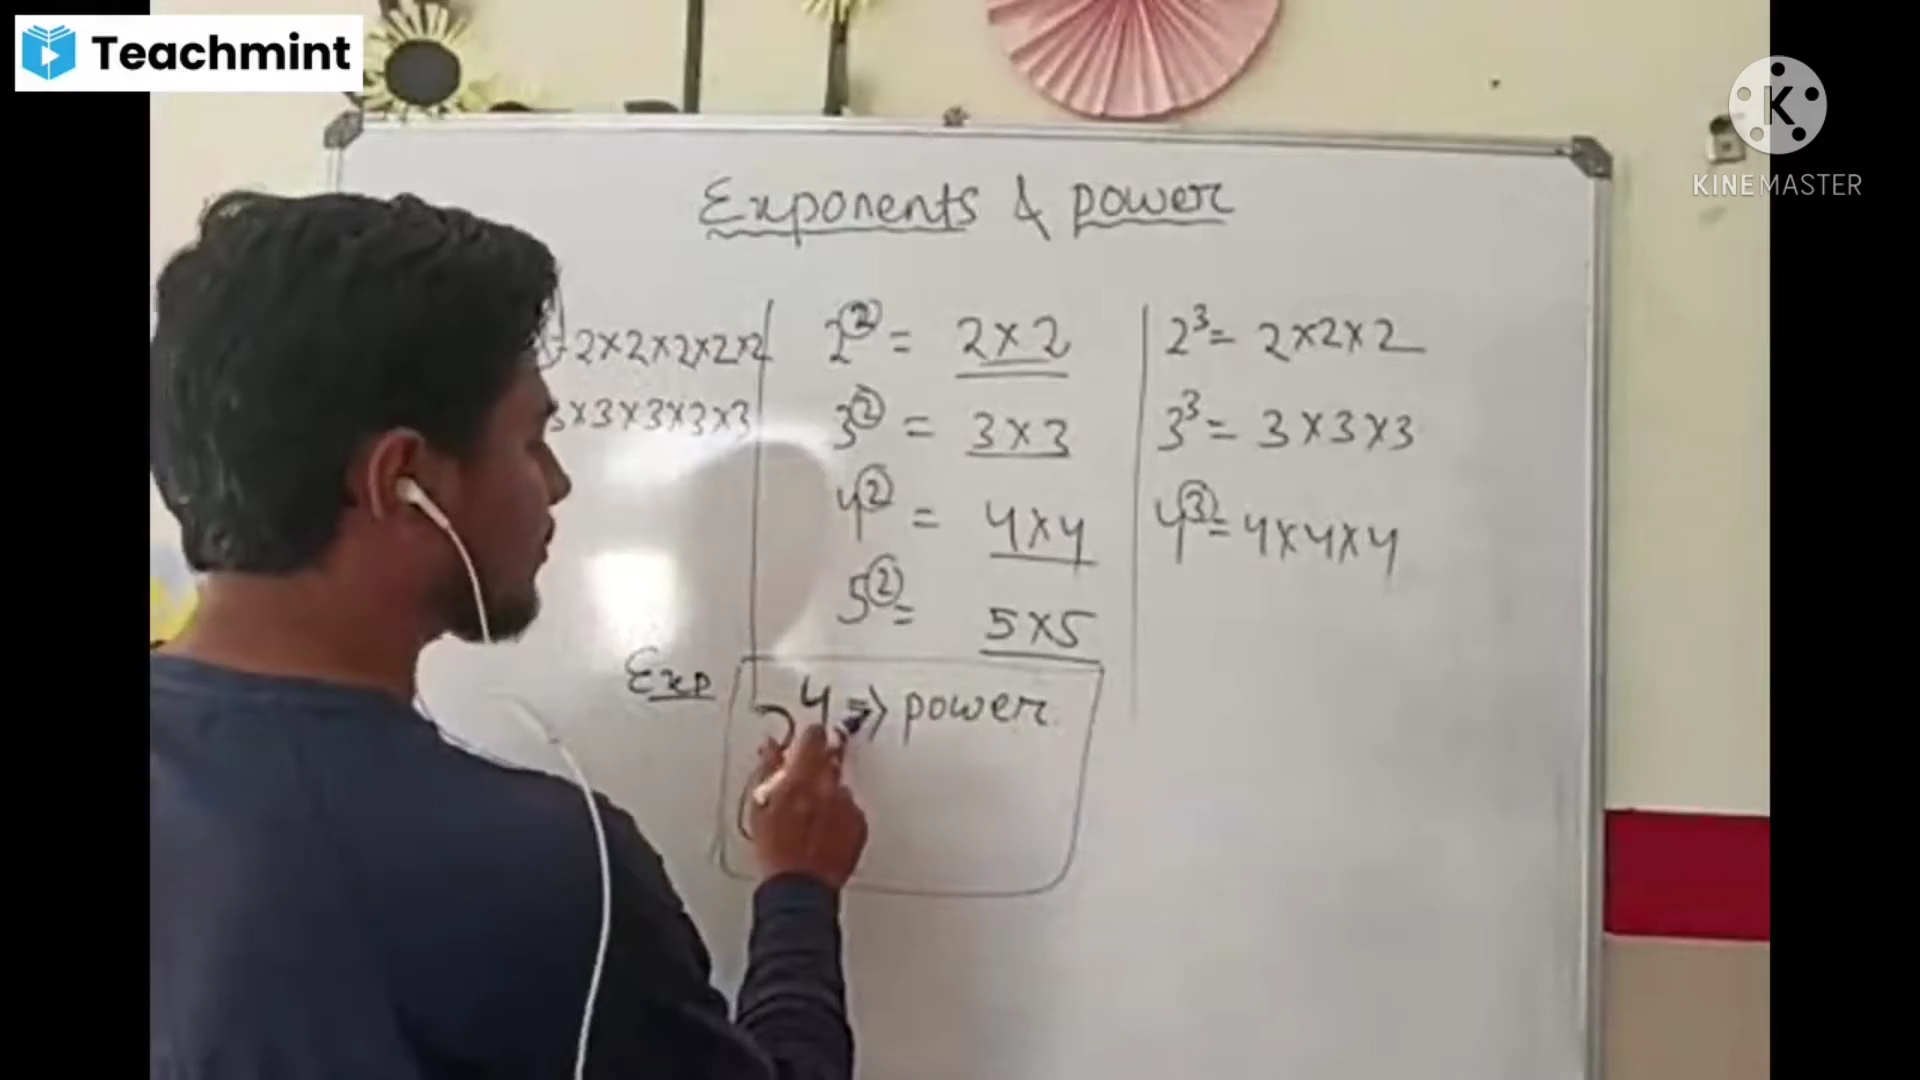 Teachmint
KINEMASTER
Exponents & power
2×2×2×2×2
3×3×3×3×3
2² = 2×2
3² = 3×3
4² = 4×4
5² = 5×5
2³ = 2×2×2
3³ = 3×3×3
4³ = 4×4×4
Exp
4 => power